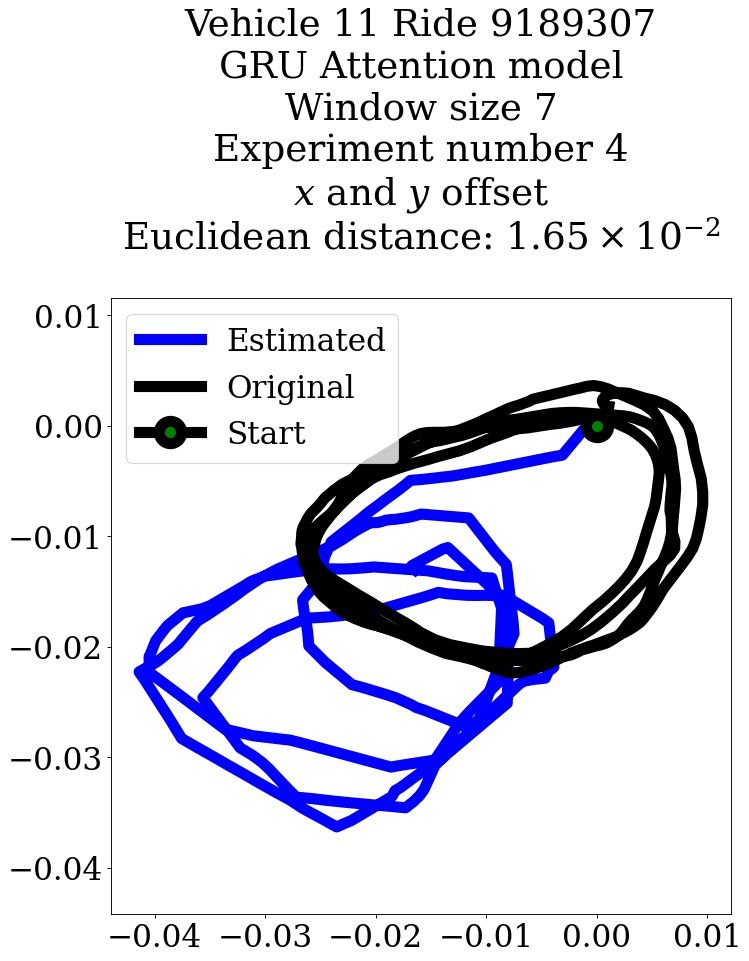 Vehicle 11 Ride 9189307
GRU Attention model
Window size 7
Experiment number 4
x and y offset
Euclidean distance: 1.65 × 10⁻²
Estimated
Original
Start
0.01
0.00
−0.01
−0.02
−0.03
−0.04
−0.04 −0.03 −0.02 −0.01 0.00 0.01